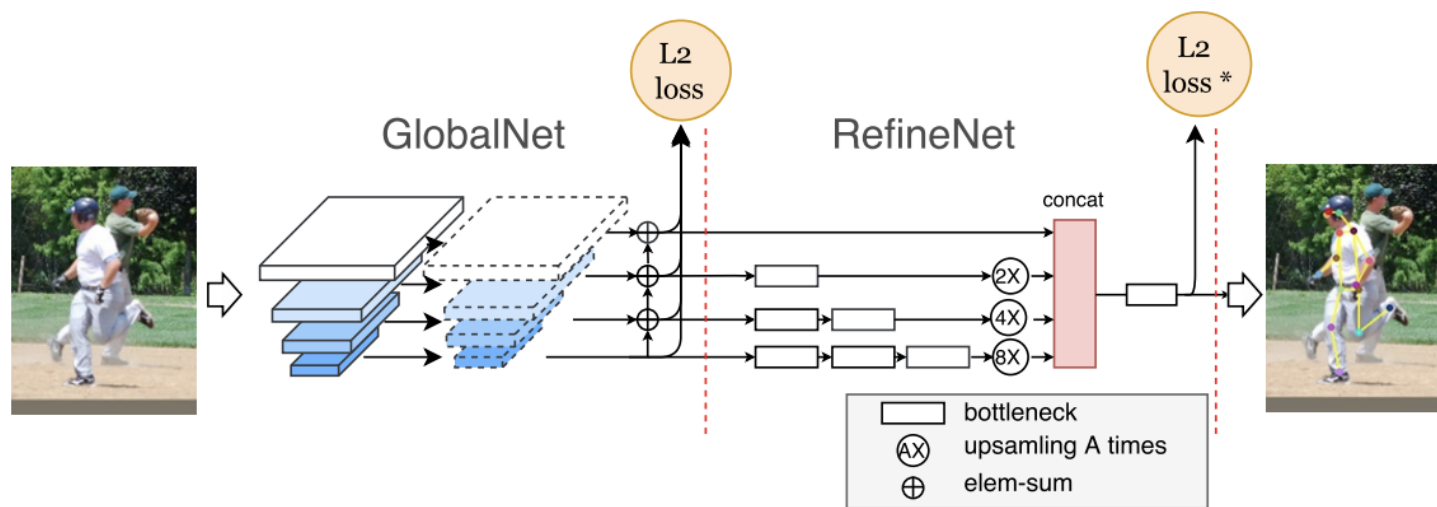 L2
loss
L2
loss *
GlobalNet
RefineNet
concat
2X
4X
8X
bottleneck
AX upsamling A times
elem-sum